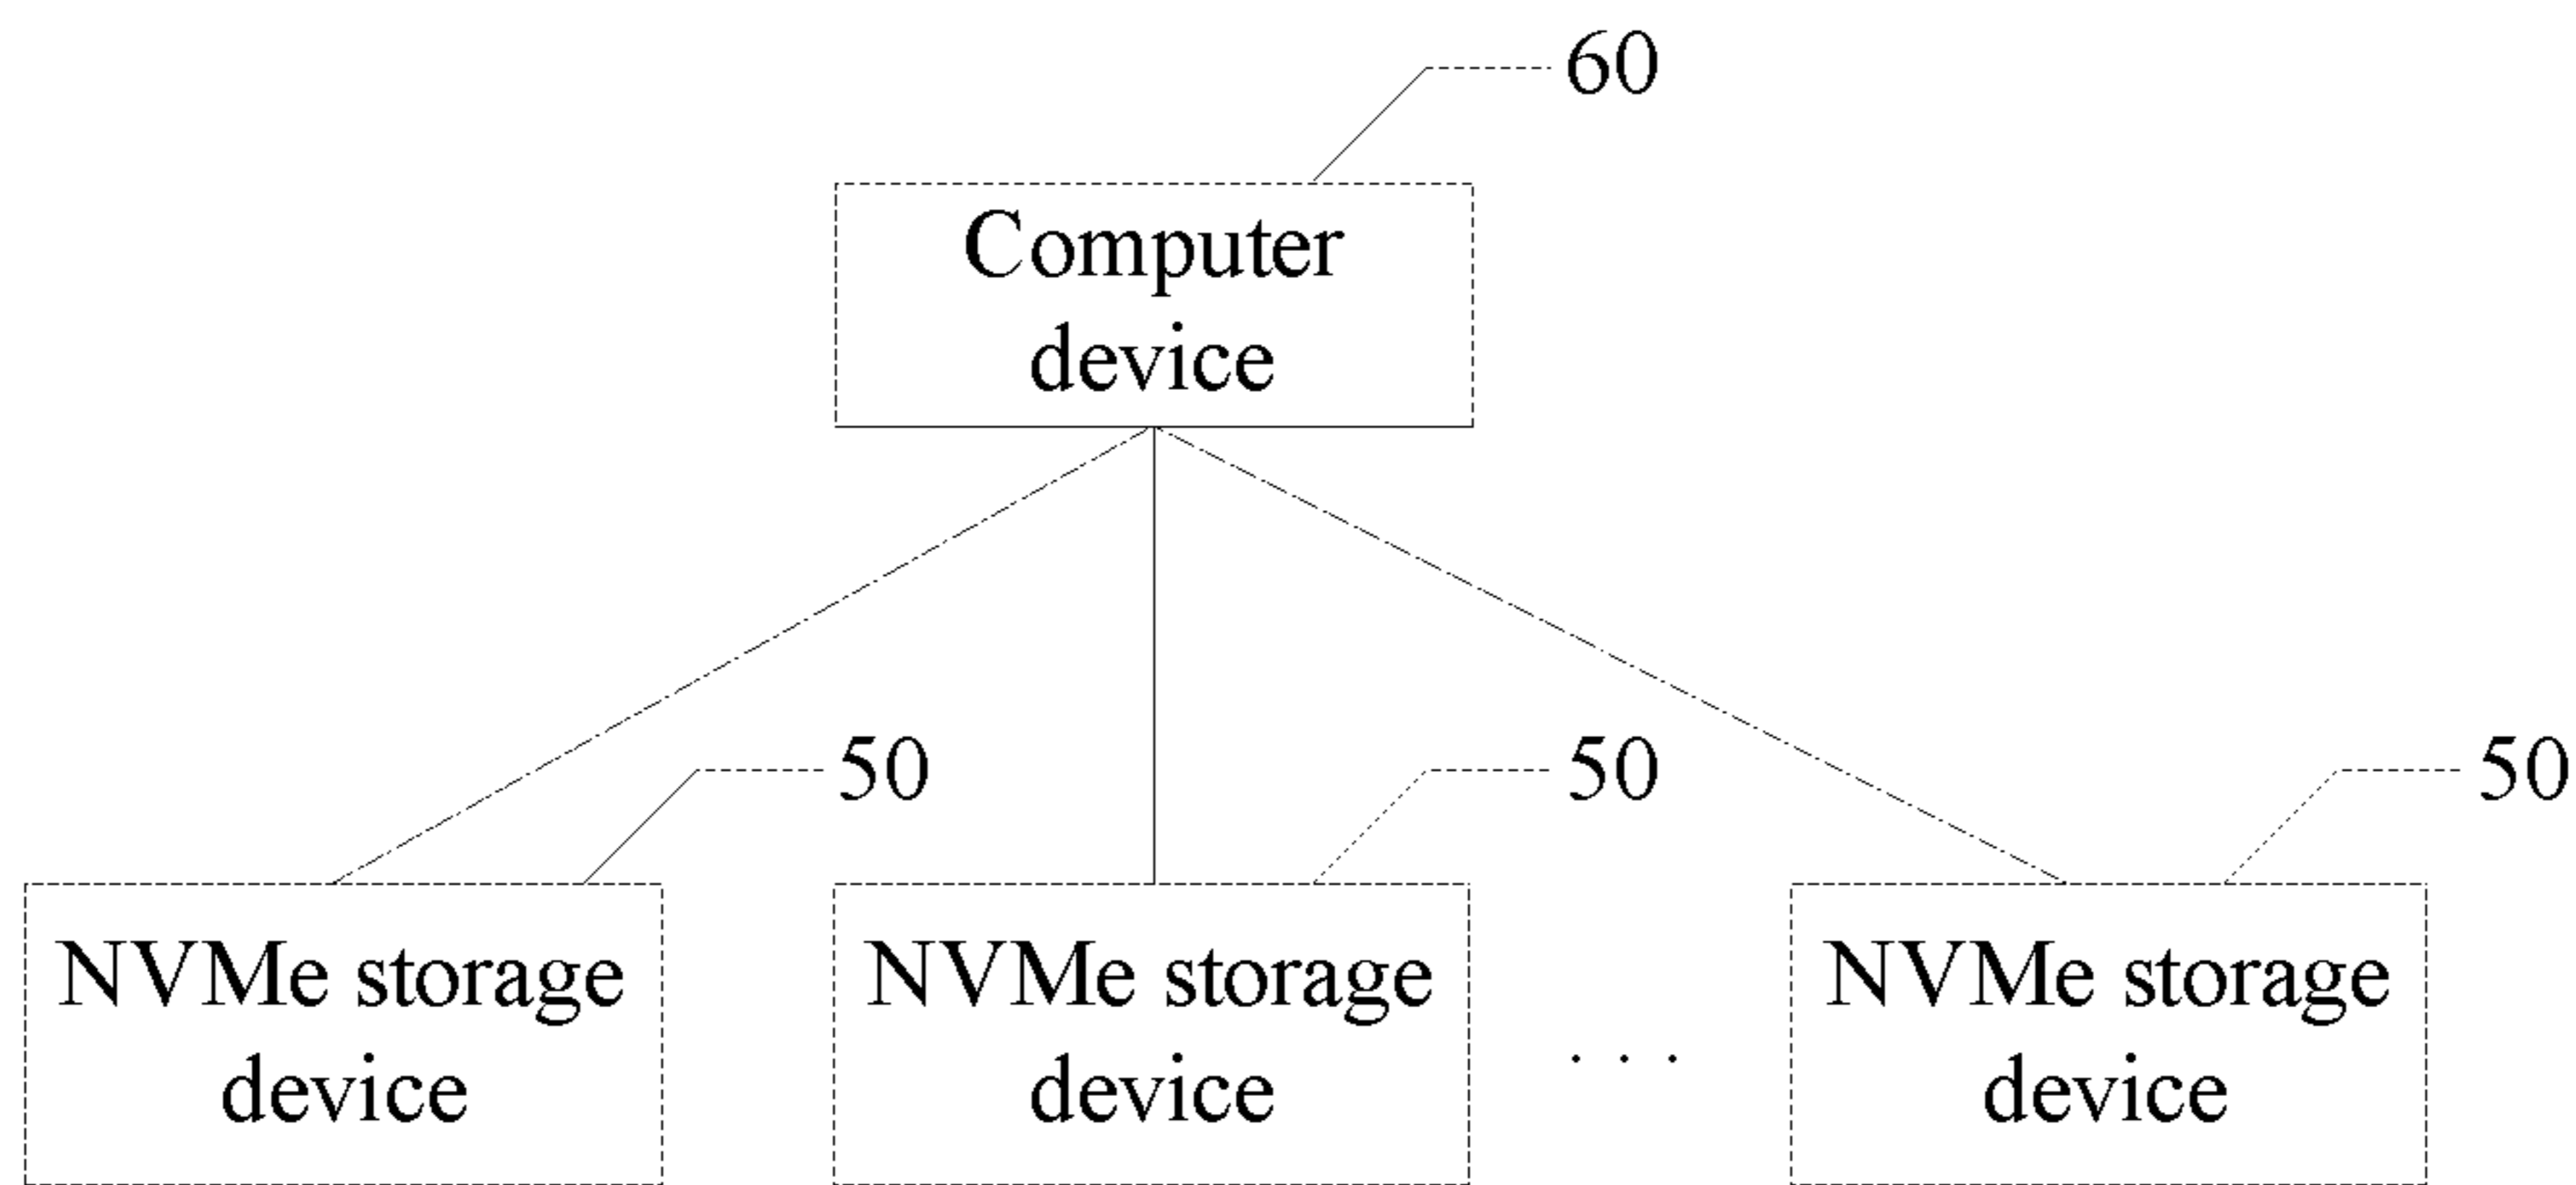 60
Computer
device
50
50
50
NVMe storage
device
NVMe storage
device
. . .
NVMe storage
device